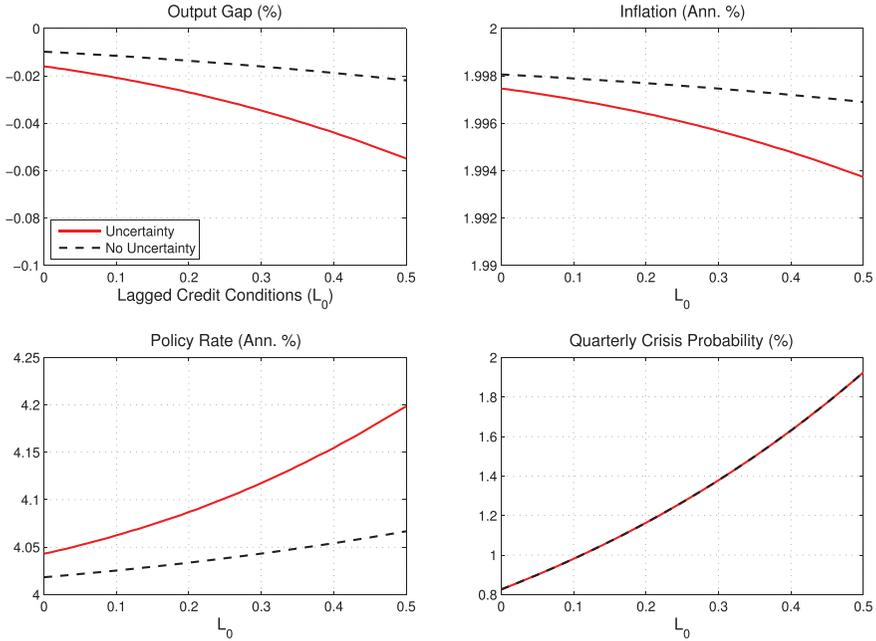 Output Gap (%)
0
−0.02
−0.04
−0.06
−0.08
−0.1
Uncertainty
No Uncertainty
0 0.1 0.2 0.3 0.4 0.5
Lagged Credit Conditions (L0)
Inflation (Ann. %)
2
1.998
1.996
1.994
1.992
1.99
0 0.1 0.2 0.3 0.4 0.5
L0
Policy Rate (Ann. %)
4.25
4.2
4.15
4.1
4.05
4
0 0.1 0.2 0.3 0.4 0.5
L0
Quarterly Crisis Probability (%)
2
1.8
1.6
1.4
1.2
1
0.8
0 0.1 0.2 0.3 0.4 0.5
L0